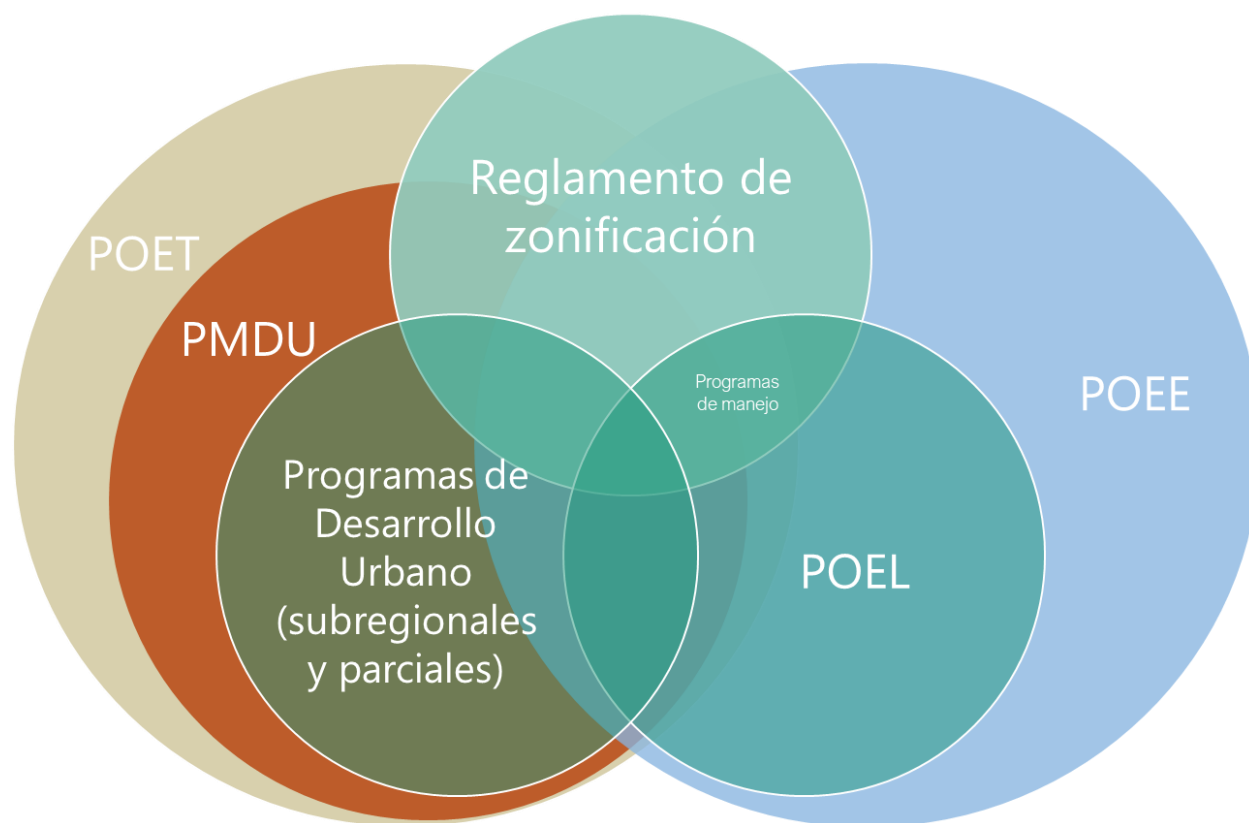 Reglamento de
zonificación
POET
PMDU
Programas
de manejo
POEE
Programas de
Desarrollo
Urbano
(subregionales
y parciales)
POEL